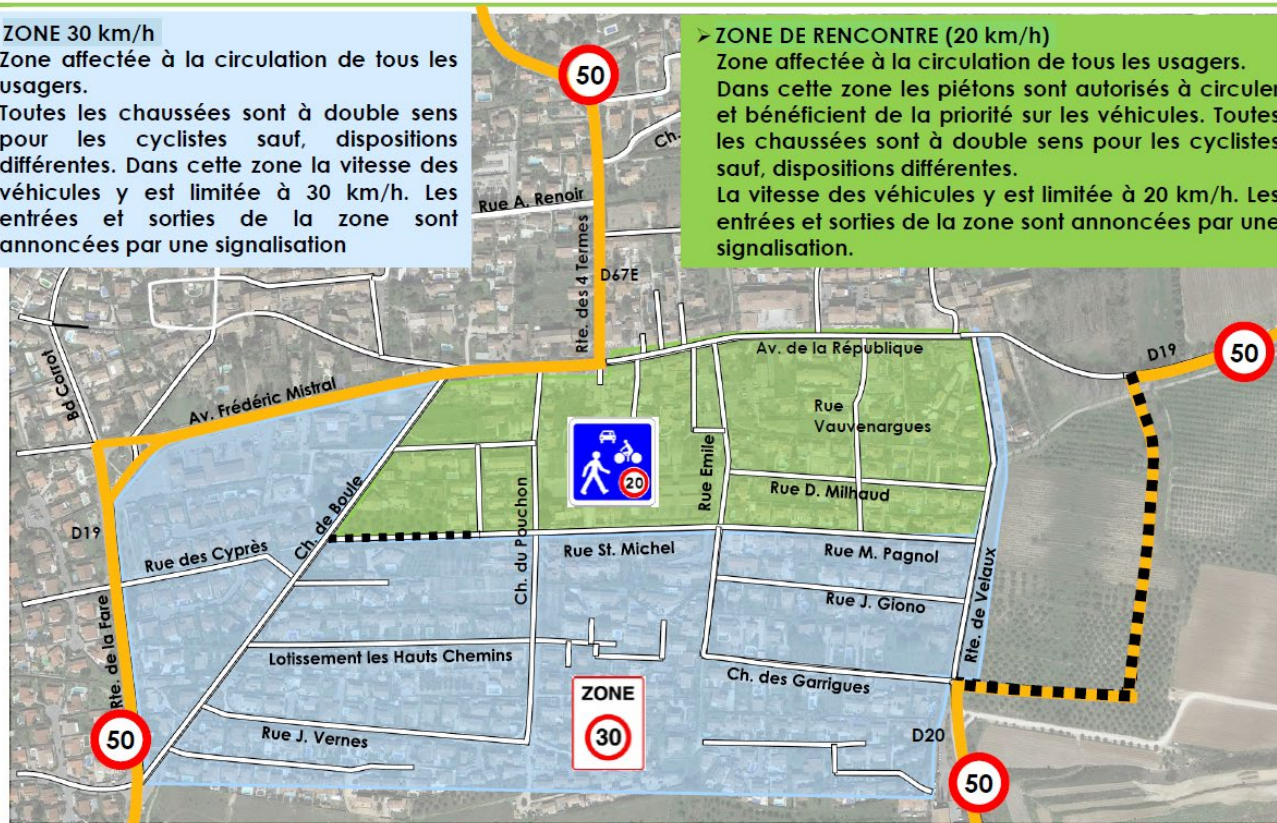 ZONE 30 km/h
Zone affectée à la circulation de tous les
usagers.
Toutes les chaussées sont à double sens
pour les cyclistes sauf, dispositions
différentes. Dans cette zone la vitesse des
véhicules y est limitée à 30 km/h. Les
entrées et sorties de la zone sont
annoncées par une signalisation
➢ ZONE DE RENCONTRE (20 km/h)
Zone affectée à la circulation de tous les usagers.
Dans cette zone les piétons sont autorisés à circuler
et bénéficient de la priorité sur les véhicules. Toutes
les chaussées sont à double sens pour les cyclistes
sauf, dispositions différentes.
La vitesse des véhicules y est limitée à 20 km/h. Les
entrées et sorties de la zone sont annoncées par une
signalisation.
50
Ch.
Rue A. Renoir
Rte. des 4 Termes
D67E
Av. de la République
D19
50
Bd Corrot
Av. Frédéric Mistral
Rue
Vauvenargues
20
Rue Emile
Rue D. Milhaud
Ch. de Boule
Ch. du Pouchon
D19
Rue des Cyprès
Rue St. Michel
Rue M. Pagnol
Rue J. Giono
Rte. de Velaux
Rte. de la Fare
Lotissement les Hauts Chemins
Ch. des Garrigues
ZONE
30
50
Rue J. Vernes
D20
50